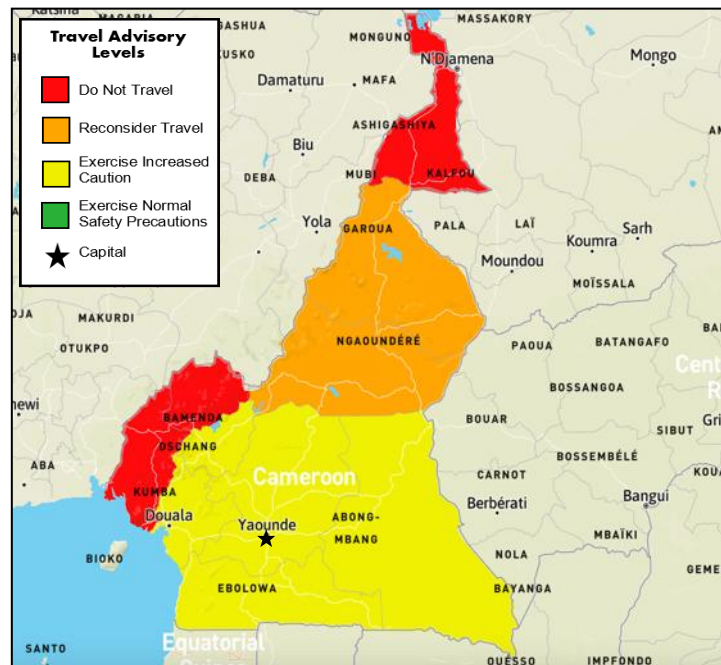 Katsina
MAGARIA
GASHUA
KUSKO
MONGUNO
MASSAKORY
N'Djamena
Mongo
Damaturu
MAFA
ASHIGASHIYA
Biu
DEBA
MUBI
KALFOU
Yola
GAROUA
PALA
LAÏ
Sarh
Koumra
Moundou
MOÏSSALA
MAKURDI
OTUKPO
NGAOUNDÉRÉ
PAOUA
BATANGAFO
BOSSANGOA
BAMENDA
BOUAR
SIBUT
DSCHANG
ABA
BOSSEMBÉLÉ
Cameroon
CARNOT
KUMBA
Berbérati
Bangui
Douala
Yaounde
ABONG-
MBANG
MBAÏKI
BIOKO
NOLA
EBOLOWA
BAYANGA
Equatorial
SANTO
OUÉSSO
IMPFONDO
Travel Advisory
Levels
Do Not Travel
Reconsider Travel
Exercise Increased
Caution
Exercise Normal
Safety Precautions
Capital